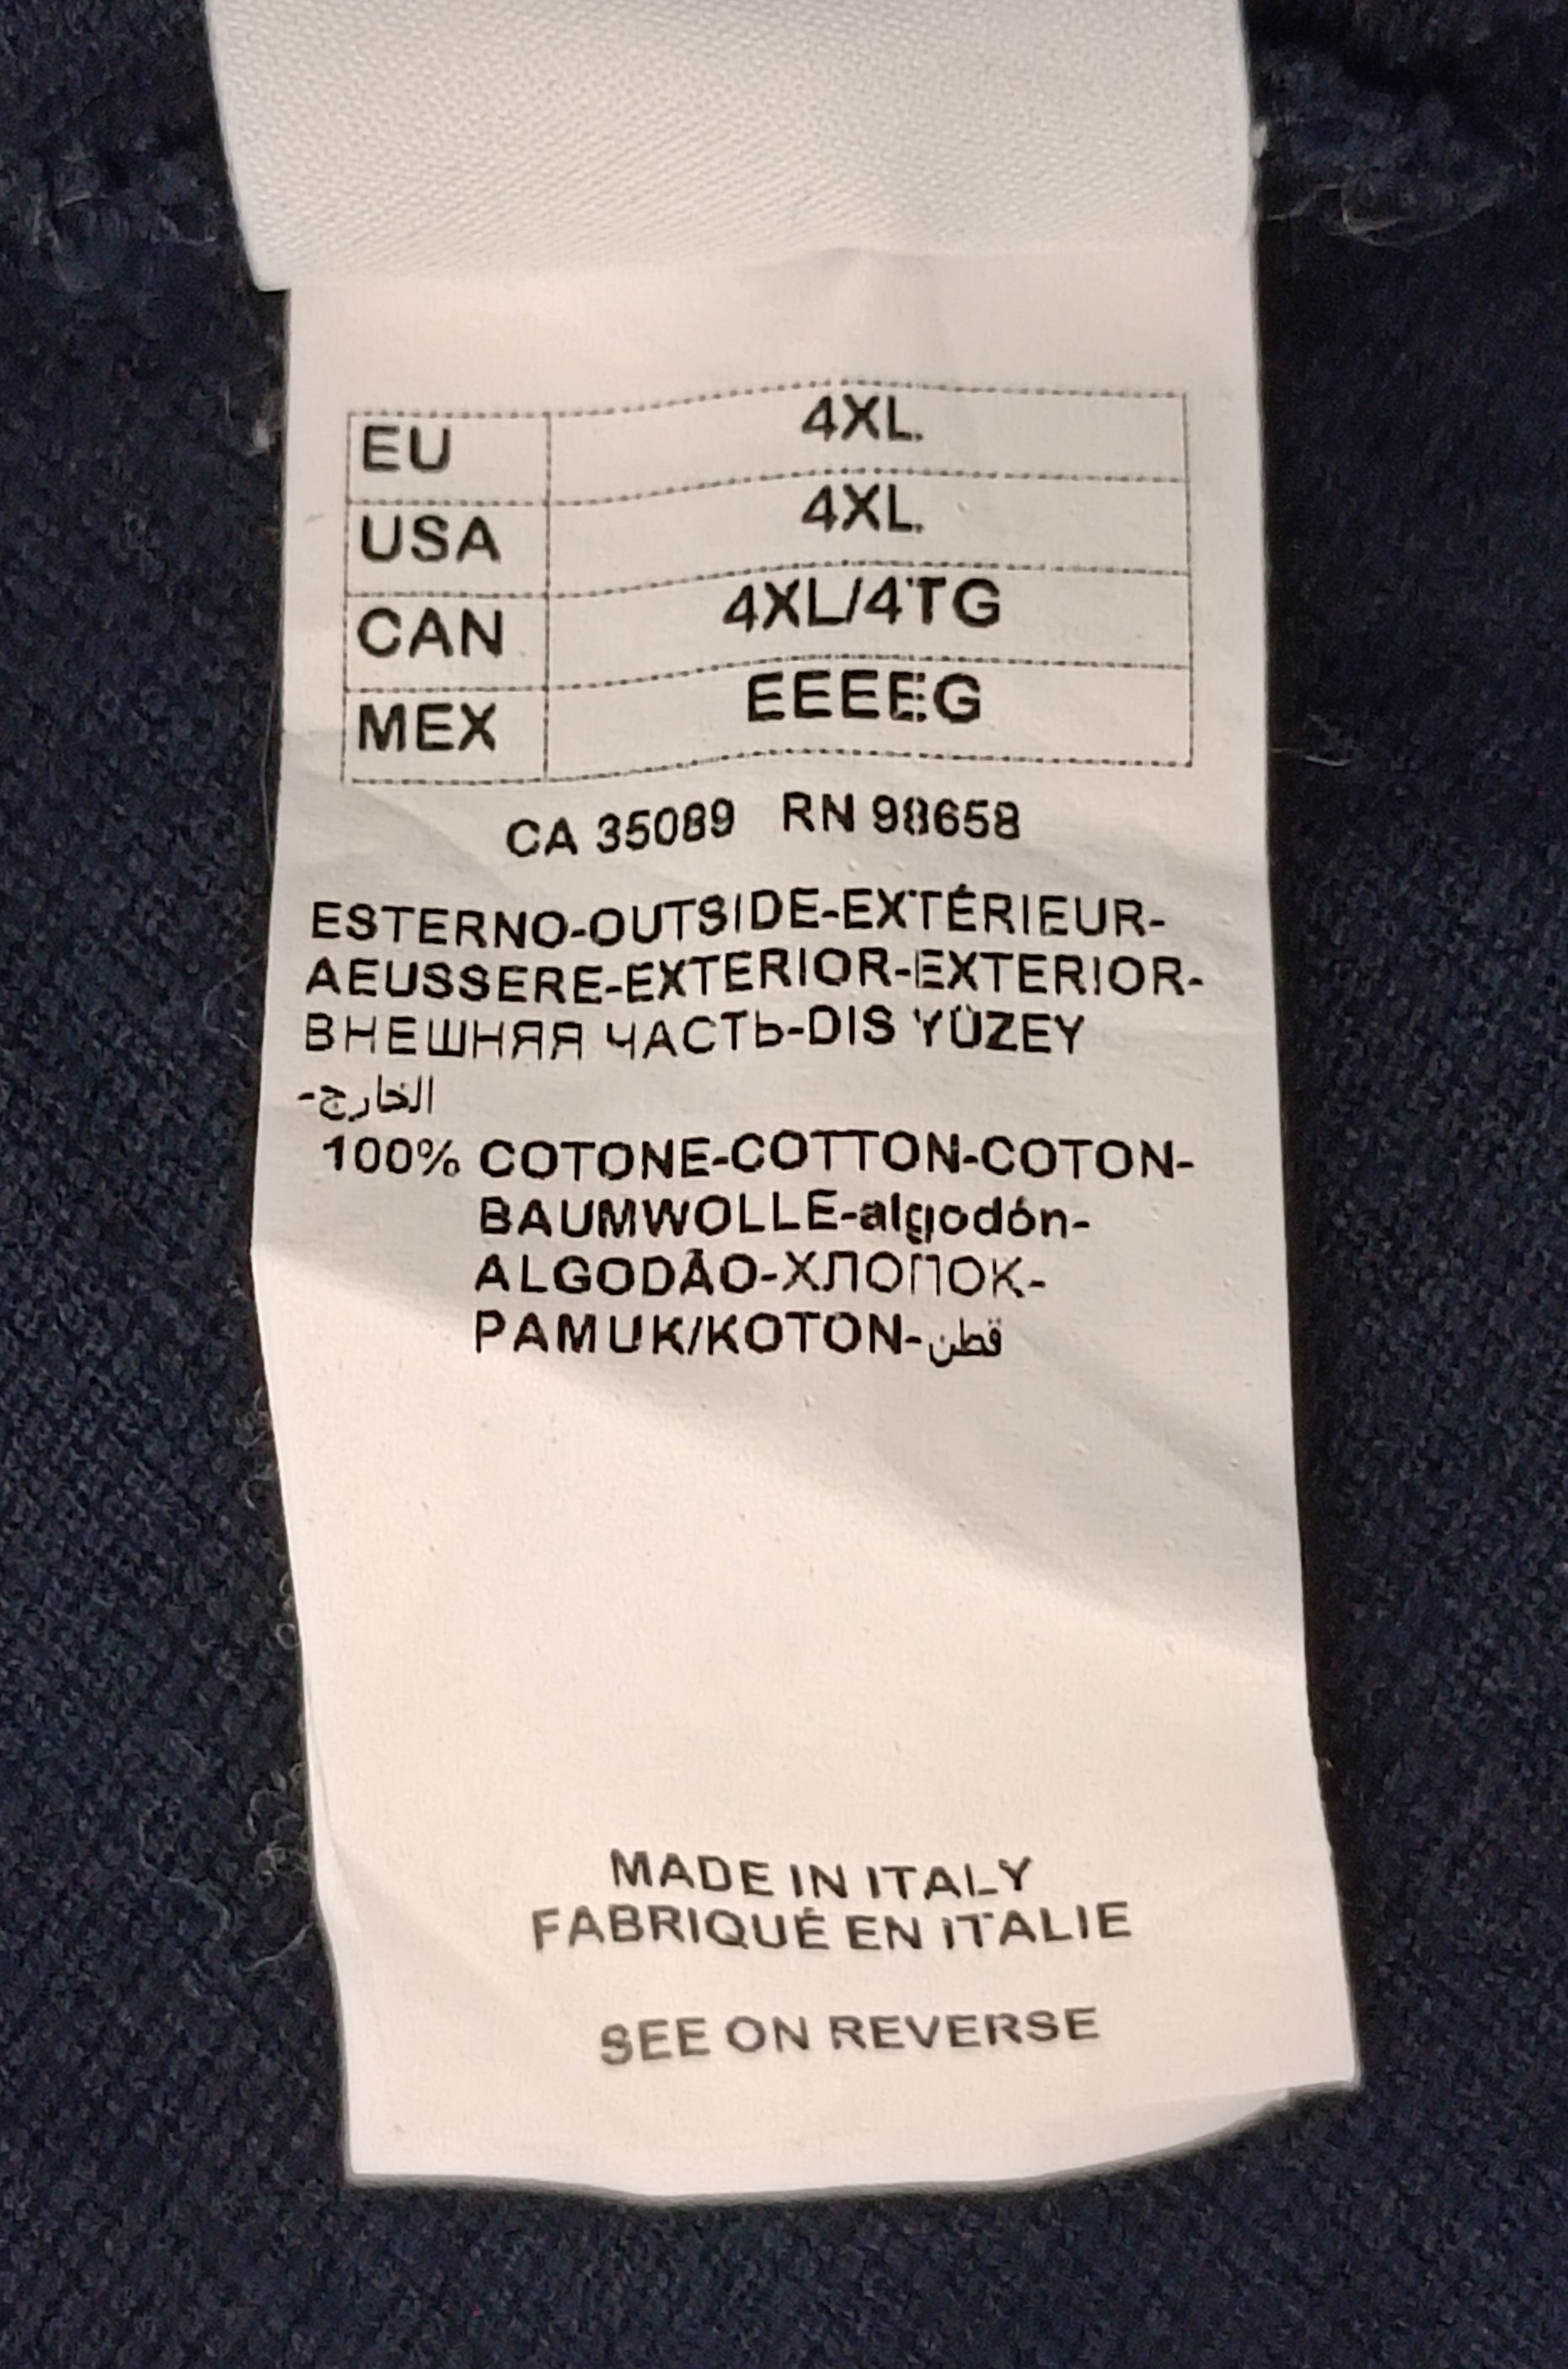 EU 4XL
USA 4XL
CAN 4XL/4TG
MEX EEEEG
CA 35089 RN 98658
ESTERNO-OUTSIDE-EXTÉRIEUR-
AEUSSERE-EXTERIOR-EXTERIOR-
ВНЕШНЯЯ ЧАСТЬ-DIS YÜZEY
-الخارج
100% COTONE-COTTON-COTON-
BAUMWOLLE-algodón-
ALGODÃO-ХЛОПОК-
PAMUK/KOTON-قطن
MADE IN ITALY
FABRIQUÉ EN ITALIE
SEE ON REVERSE